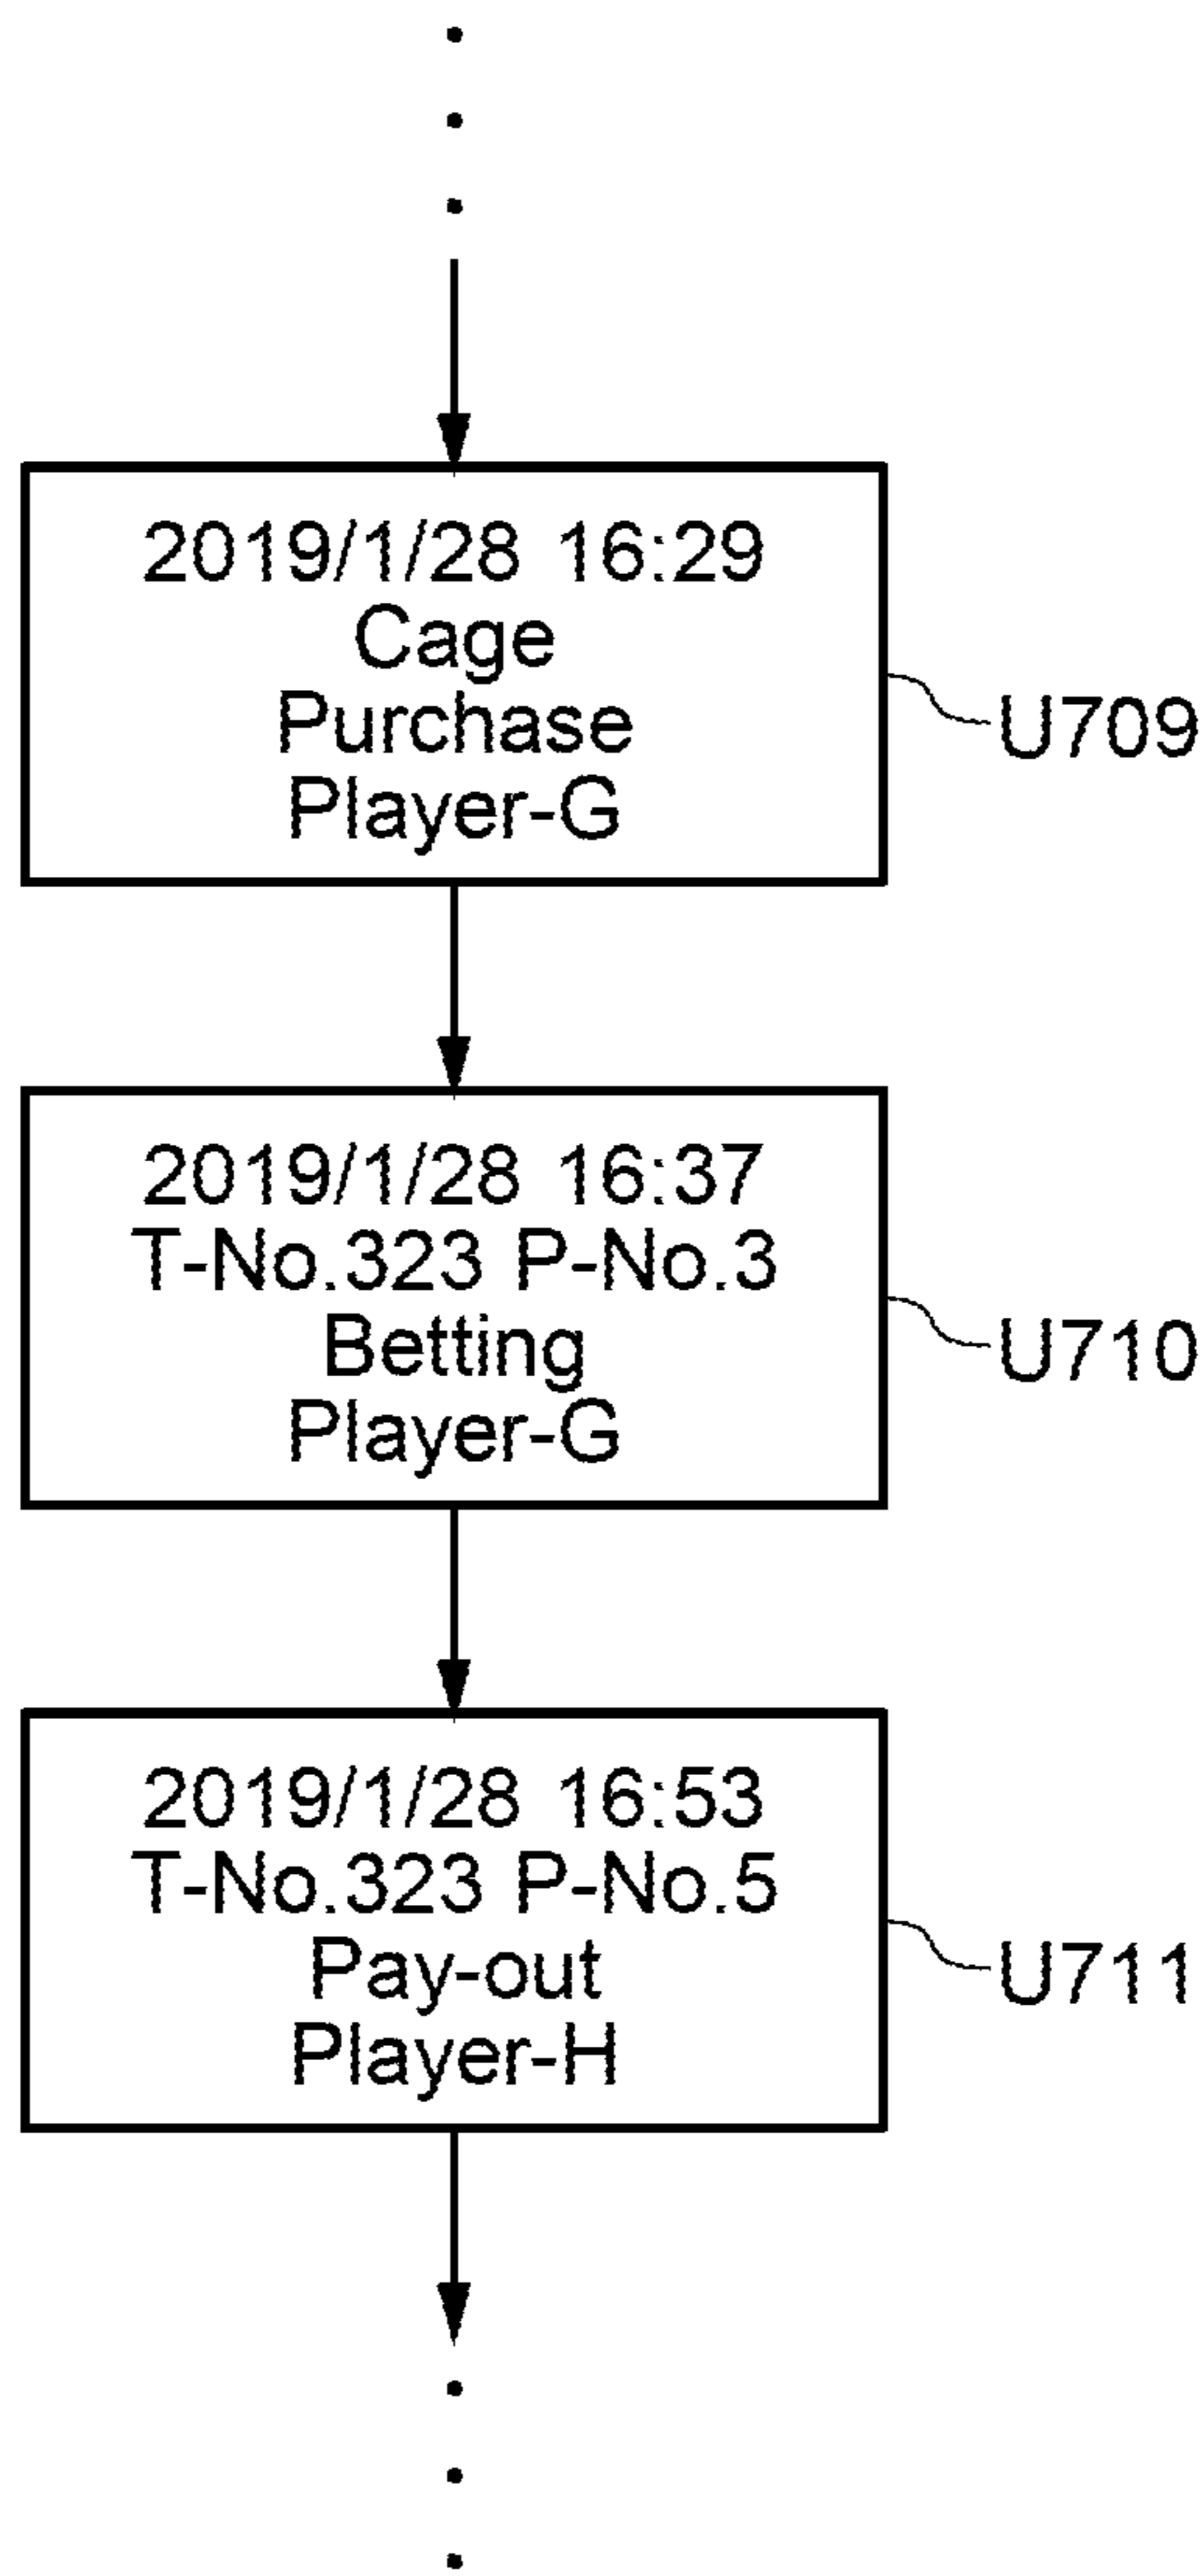 2019/1/28 16:29
Cage
Purchase
Player-G
U709
2019/1/28 16:37
T-No.323 P-No.3
Betting
Player-G
U710
2019/1/28 16:53
T-No.323 P-No.5
Pay-out
Player-H
U711